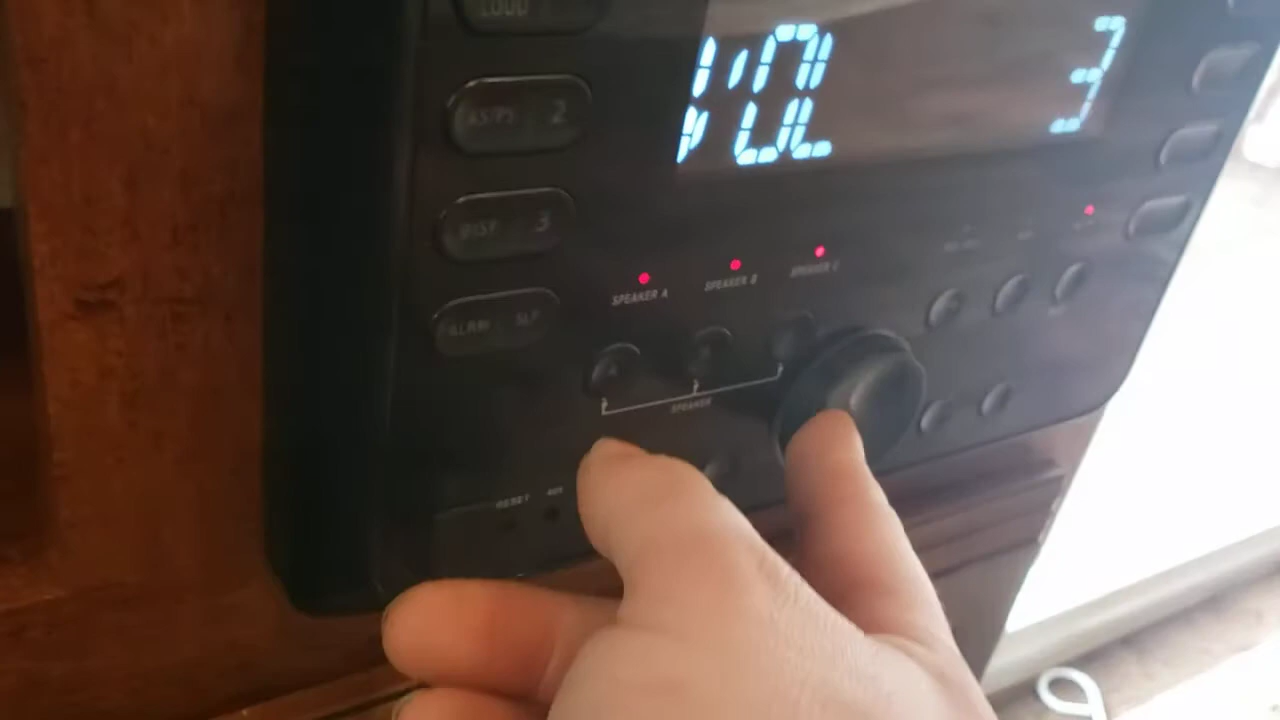 LOUD
VOL 3
AS/PS 2
DISP 3
SPEAKER A SPEAKER B SPEAKER C
ALARM SLP
SPEAKER
RESET